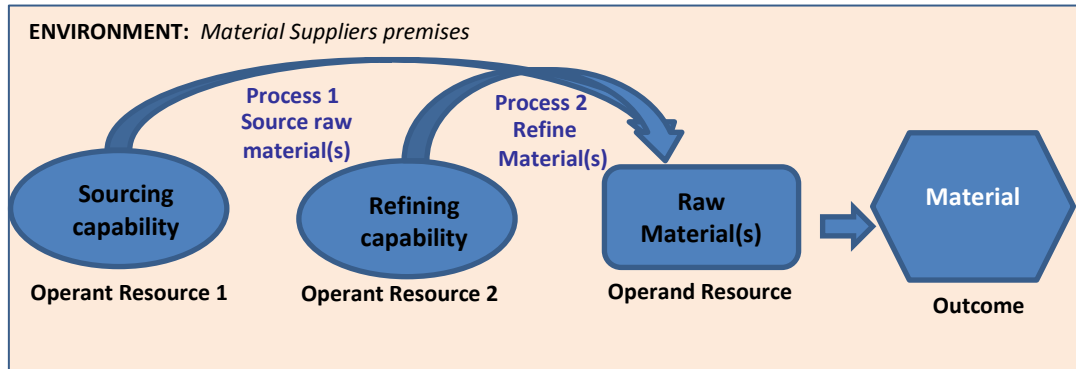 ENVIRONMENT: Material Suppliers premises
Process 1
Source raw
material(s)
Process 2
Refine
Material(s)
Sourcing
capability
Refining
capability
Raw
Material(s)
Material
Operant Resource 1
Operant Resource 2
Operand Resource
Outcome